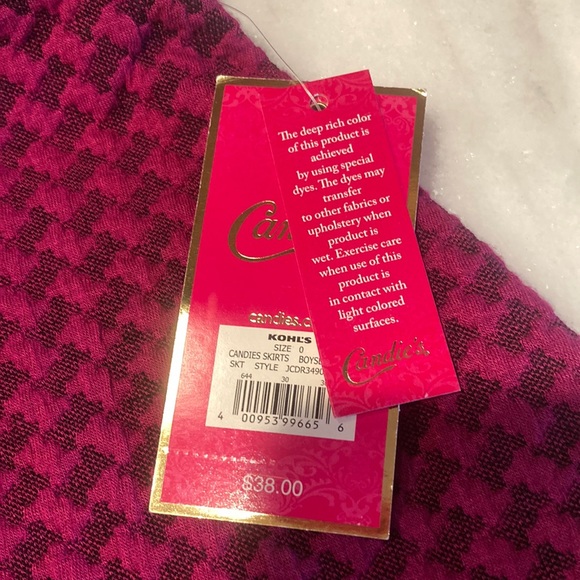 The deep rich color
of this product is
achieved
by using special
dyes. The dyes may
transfer
to other fabrics or
upholstery when
product is
wet. Exercise care
when use of this
product is
in contact with
light colored
surfaces.
Candie's
candies.c
KOHL'S
SIZE 0
CANDIES SKIRTS
SKT STYLE JCDR349
644 30
4 00953 99665 6
$38.00